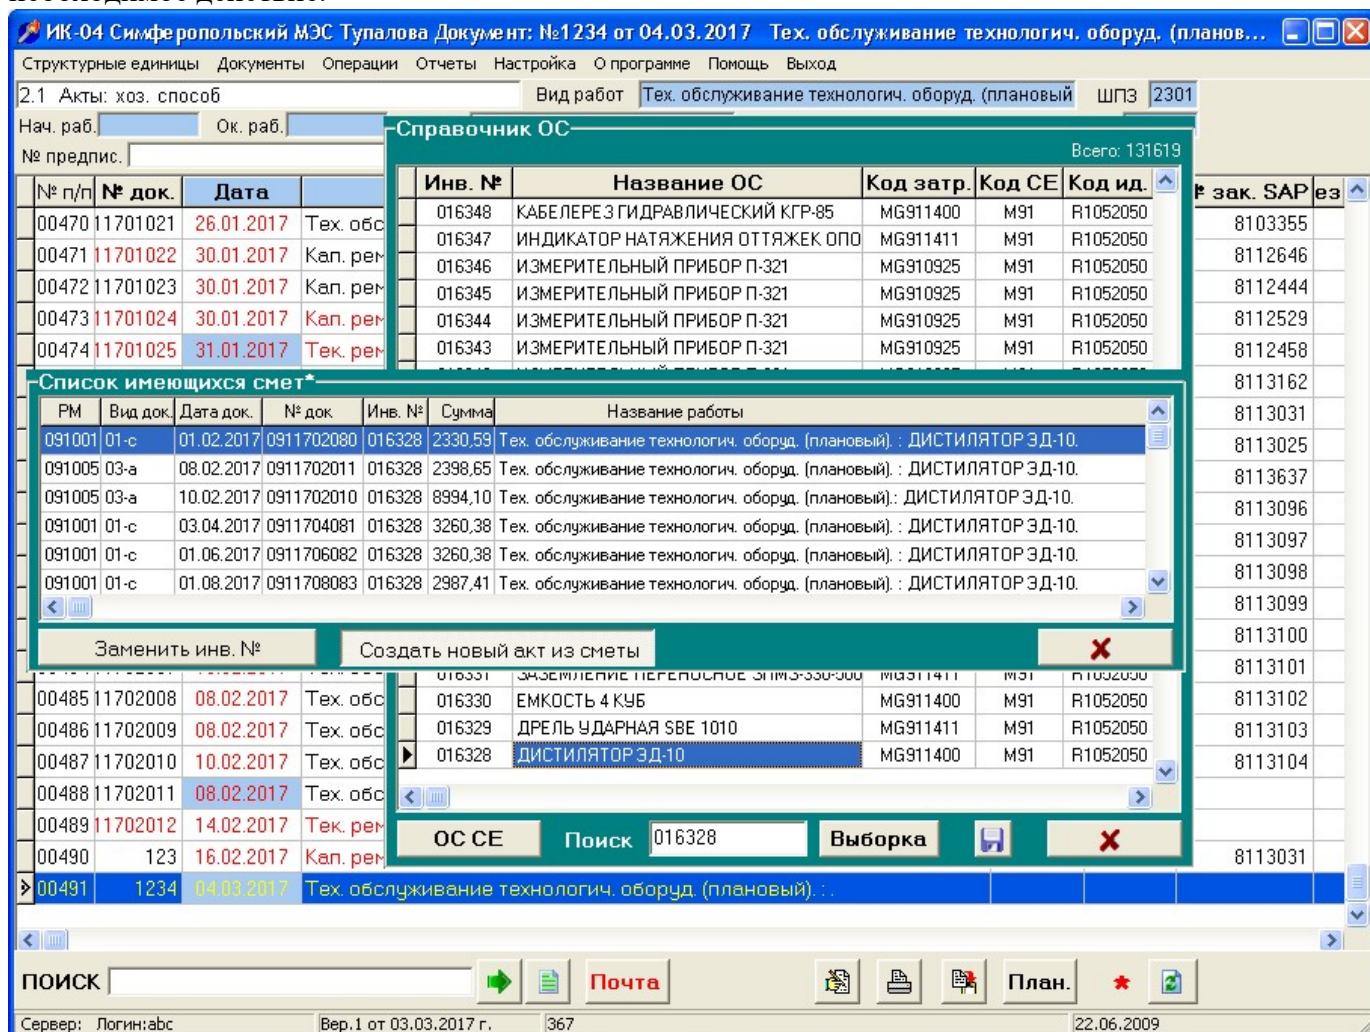 ИК-04 Симферопольский МЭС Тупалова Документ: №1234 от 04.03.2017 Тех. обслуживание технологич. оборуд. (планов...
Структурные единицы Документы Операции Отчеты Настройка О программе Помощь Выход
2.1 Акты: хоз. способ Вид работ Тех. обслуживание технологич. оборуд. (плановый ШПЗ 2301
Нач. раб. Ок. раб.
№ предпис.
Справочник ОС
Всего: 131619
Инв. № Название ОС Код затр. Код СЕ Код ид.
016348 КАБЕЛЕРЕЗ ГИДРАВЛИЧЕСКИЙ КГР-85 MG911400 M91 R1052050
016347 ИНДИКАТОР НАТЯЖЕНИЯ ОТТЯЖЕК ОПО MG911411 M91 R1052050
016346 ИЗМЕРИТЕЛЬНЫЙ ПРИБОР П-321 MG910925 M91 R1052050
016345 ИЗМЕРИТЕЛЬНЫЙ ПРИБОР П-321 MG910925 M91 R1052050
016344 ИЗМЕРИТЕЛЬНЫЙ ПРИБОР П-321 MG910925 M91 R1052050
016343 ИЗМЕРИТЕЛЬНЫЙ ПРИБОР П-321 MG910925 M91 R1052050
№ п/п № док. Дата
00470 11701021 26.01.2017 Тех. обс
00471 11701022 30.01.2017 Кап. рем
00472 11701023 30.01.2017 Кап. рем
00473 11701024 30.01.2017 Кап. рем
00474 11701025 31.01.2017 Тек. рем
зак. SAP ез
8103355
8112646
8112444
8112529
8112458
8113162
8113031
8113025
8113637
8113096
8113097
8113098
8113099
8113100
8113101
8113102
8113103
8113104
8113031
Список имеющихся смет*
РМ Вид док. Дата док. № док Инв. № Сумма Название работы
091001 01-с 01.02.2017 0911702080 016328 2330,59 Тех. обслуживание технологич. оборуд. (плановый). : ДИСТИЛЯТОР ЭД-10.
091005 03-а 08.02.2017 0911702011 016328 2398,65 Тех. обслуживание технологич. оборуд. (плановый). : ДИСТИЛЯТОР ЭД-10.
091005 03-а 10.02.2017 0911702010 016328 8994,10 Тех. обслуживание технологич. оборуд. (плановый).: ДИСТИЛЯТОР ЭД-10.
091001 01-с 03.04.2017 0911704081 016328 3260,38 Тех. обслуживание технологич. оборуд. (плановый). : ДИСТИЛЯТОР ЭД-10.
091001 01-с 01.06.2017 0911706082 016328 3260,38 Тех. обслуживание технологич. оборуд. (плановый). : ДИСТИЛЯТОР ЭД-10.
091001 01-с 01.08.2017 0911708083 016328 2987,41 Тех. обслуживание технологич. оборуд. (плановый). : ДИСТИЛЯТОР ЭД-10.
Заменить инв. № Создать новый акт из сметы
016331 ЗАЗЕМЛЕНИЕ ПЕРЕНОСНОЕ ЗПМЗ-330-500 MG911411 M91 R1052050
016330 ЕМКОСТЬ 4 КУБ MG911400 M91 R1052050
016329 ДРЕЛЬ УДАРНАЯ SBE 1010 MG911411 M91 R1052050
016328 ДИСТИЛЯТОР ЭД-10 MG911400 M91 R1052050
ОС СЕ Поиск 016328 Выборка
00485 11702008 08.02.2017 Тех. обс
00486 11702009 08.02.2017 Тех. обс
00487 11702010 10.02.2017 Тех. обс
00488 11702011 08.02.2017 Тех. обс
00489 11702012 14.02.2017 Тек. рем
00490 123 16.02.2017 Кап. рем
00491 1234 04.03.2017 Тех. обслуживание технологич. оборуд. (плановый). : .
ПОИСК Почта План. *
Сервер: Логин:abc Вер.1 от 03.03.2017 г. 367 22.06.2009